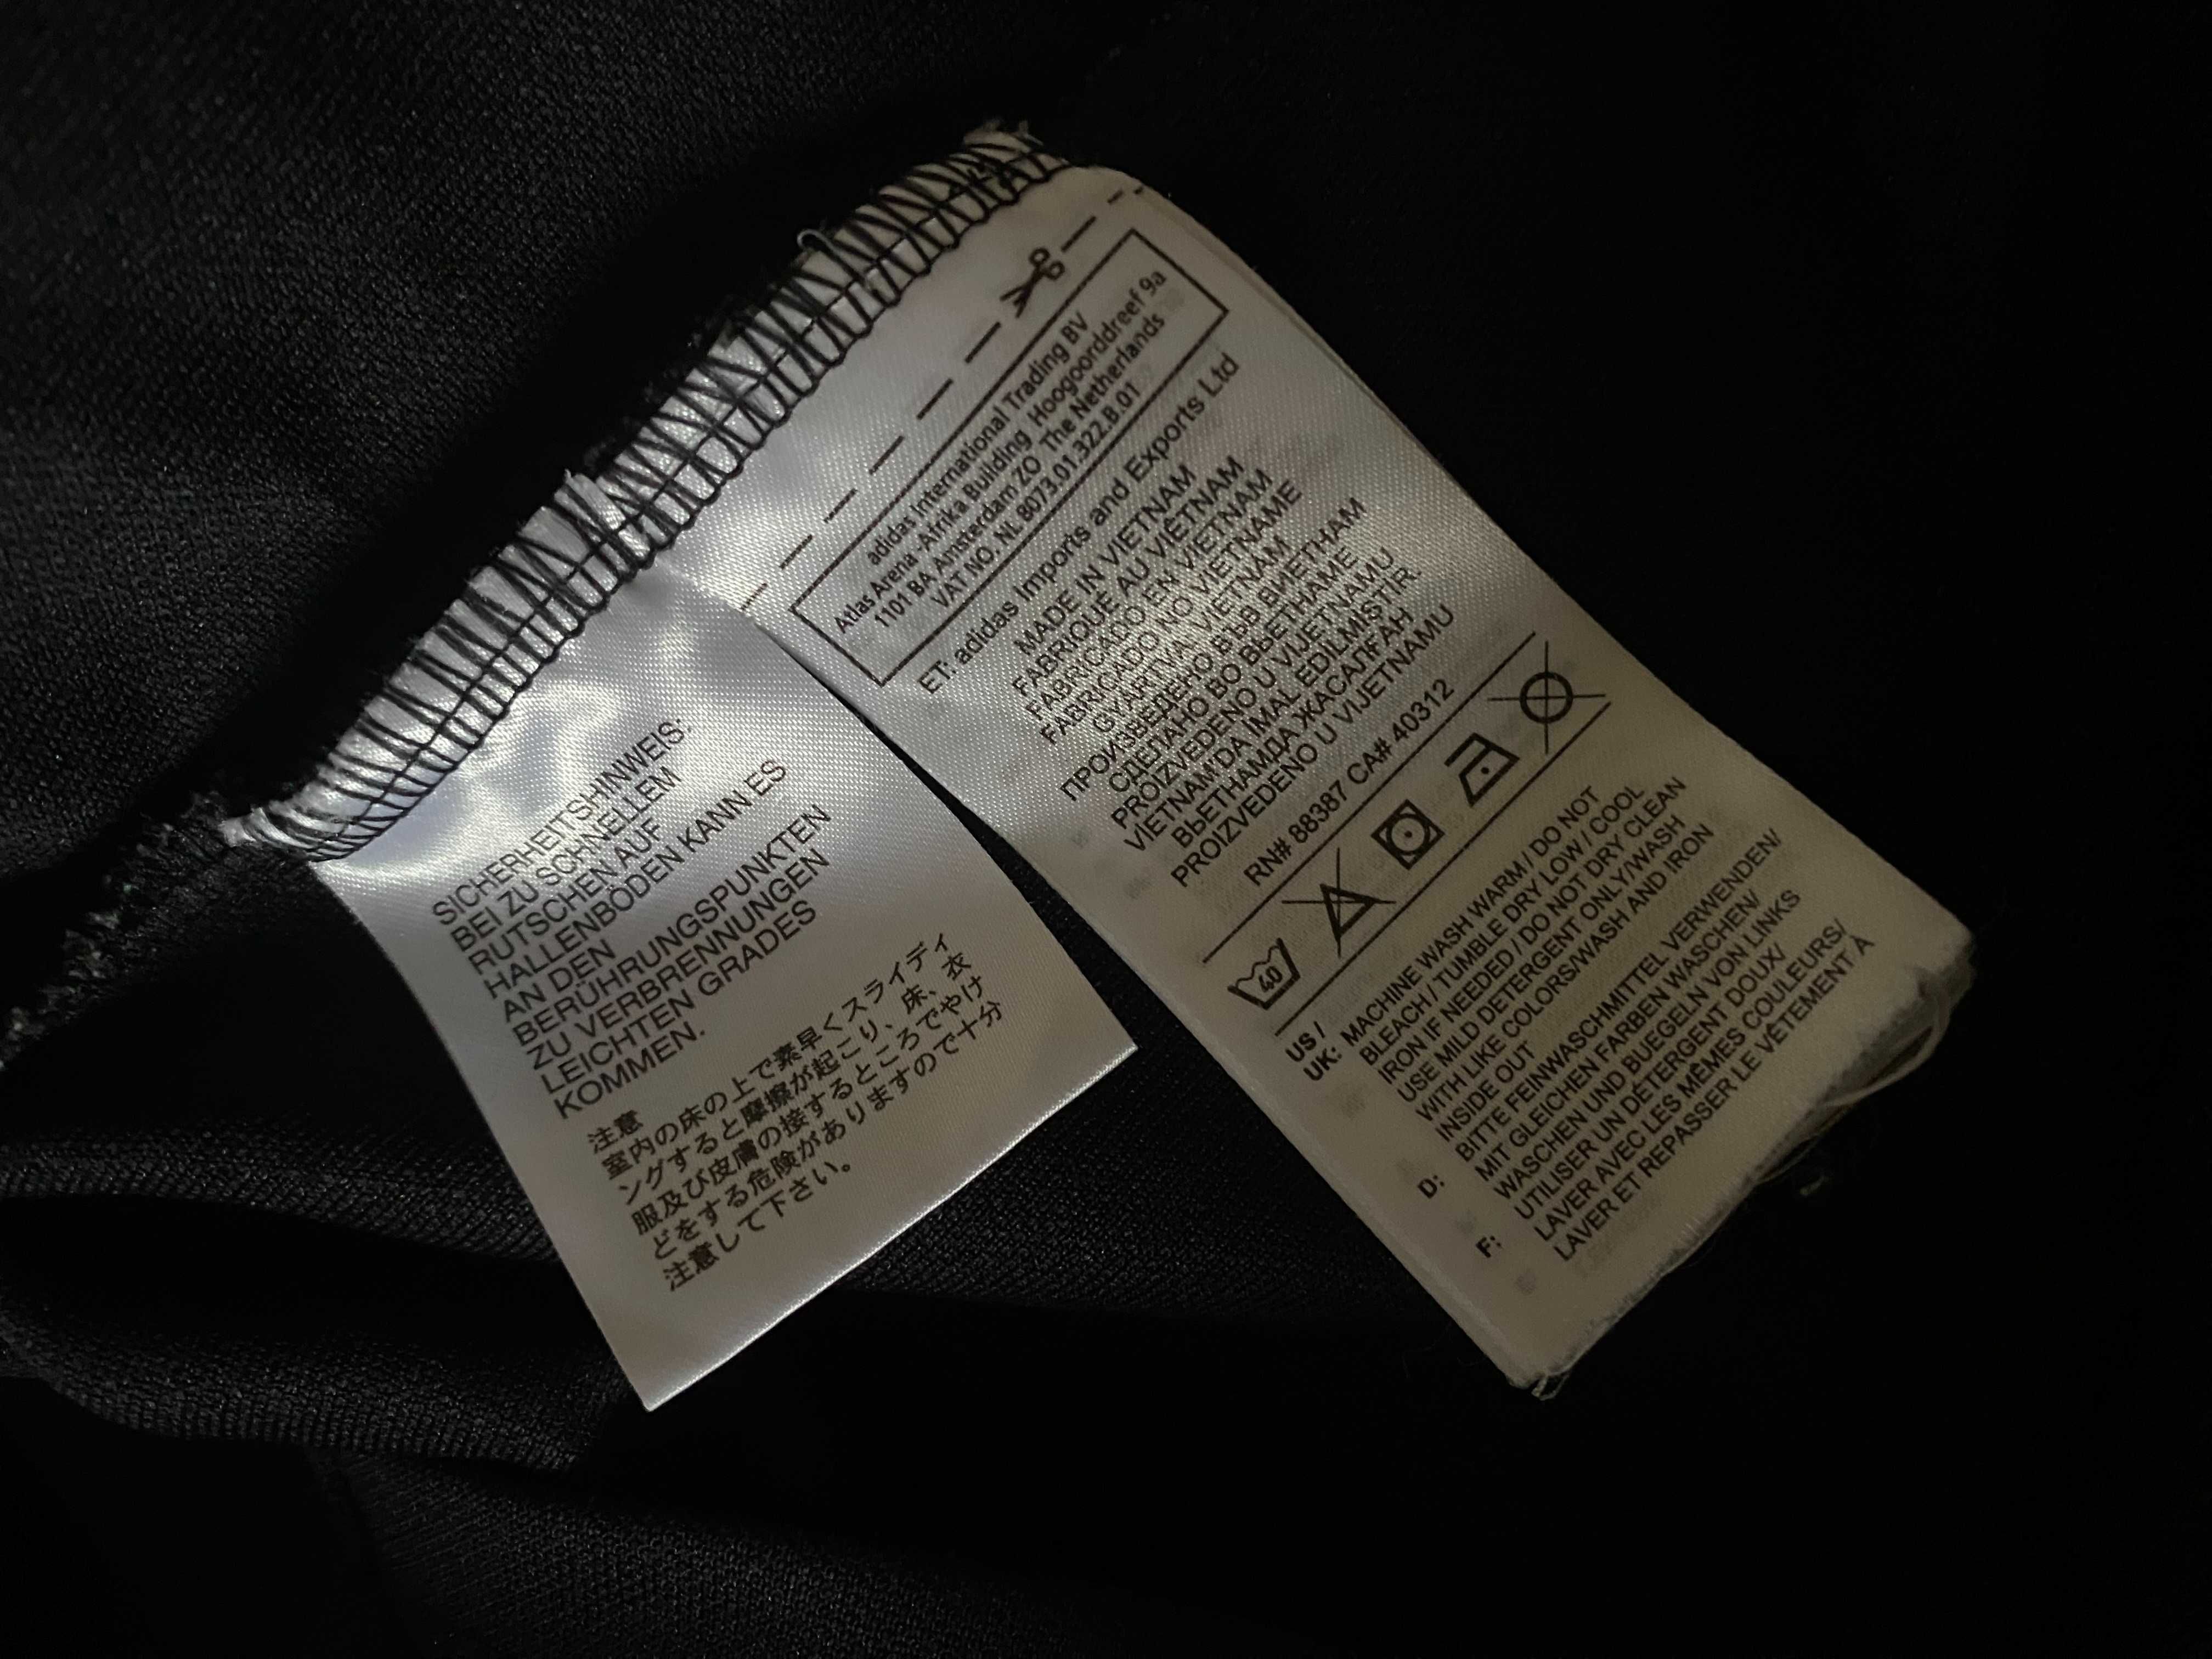 SICHERHEITSHINWEIS:
BEI ZU SCHNELLEM
RUTSCHEN AUF
HALLENBÖDEN KANN ES
AN DEN
BERÜHRUNGSPUNKTEN
ZU VERBRENNUNGEN
LEICHTEN GRADES
KOMMEN.
注意
室内の床の上で素早くスライディ
ングすると摩擦が起こり、床、衣
服及び皮膚の接するところでやけ
どをする危険がありますので十分
注意して下さい。
adidas International Trading BV
Atlas Arena -Afrika Building Hoogoorddreef 9a
1101 BA Amsterdam ZO The Netherlands
VAT NO. NL 8073.01.322.B.01
ET: adidas Imports and Exports Ltd
MADE IN VIETNAM
FABRIQUÉ AU VIÊTNAM
FABRICADO EN VIETNAM
FABRICADO NO VIETNAME
GYÁRTVA, VIETNAM
ПРОИЗВЕДЕНО ВЪВ ВИЕТНАМ
СДЕЛАНО ВО ВЬЕТНАМЕ
PROIZVEDENO U VIJETNAMU
VIETNAM'DA İMAL EDİLMİŞTİR.
ВЬЕТНАМДА ЖАСАЛҒАН
PROIZVEDENO U VIJETNAMU
RN# 88387 CA# 40312
40
US /
UK: MACHINE WASH WARM / DO NOT
BLEACH / TUMBLE DRY LOW / COOL
IRON IF NEEDED / DO NOT DRY CLEAN
USE MILD DETERGENT ONLY/WASH
WITH LIKE COLORS/WASH AND IRON
INSIDE OUT
D: BITTE FEINWASCHMITTEL VERWENDEN/
MIT GLEICHEN FARBEN WASCHEN/
WASCHEN UND BUEGELN VON LINKS
F: UTILISER UN DÉTERGENT DOUX/
LAVER AVEC LES MÊMES COULEURS/
LAVER ET REPASSER LE VÊTEMENT À